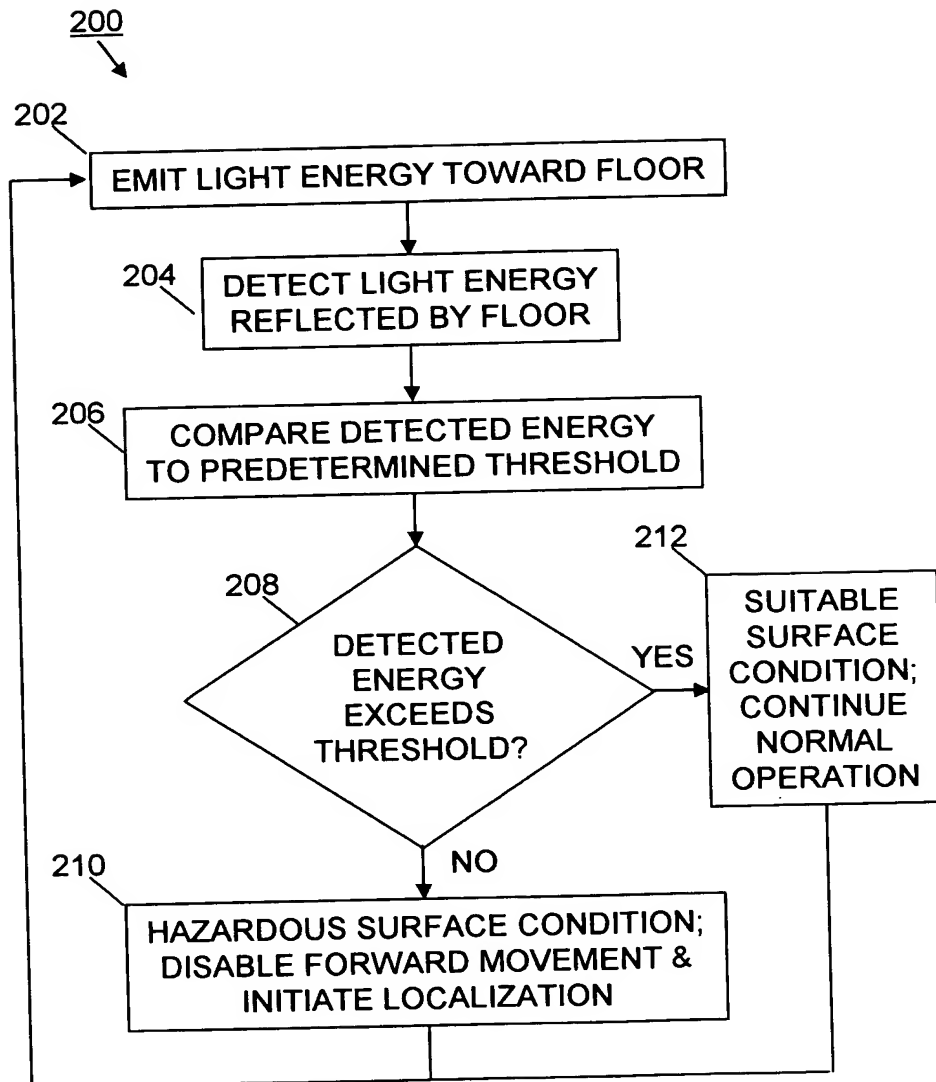 200
202
EMIT LIGHT ENERGY TOWARD FLOOR
204
DETECT LIGHT ENERGY
REFLECTED BY FLOOR
206
COMPARE DETECTED ENERGY
TO PREDETERMINED THRESHOLD
208
DETECTED
ENERGY
EXCEEDS
THRESHOLD?
YES
212
SUITABLE
SURFACE
CONDITION;
CONTINUE
NORMAL
OPERATION
NO
210
HAZARDOUS SURFACE CONDITION;
DISABLE FORWARD MOVEMENT &
INITIATE LOCALIZATION